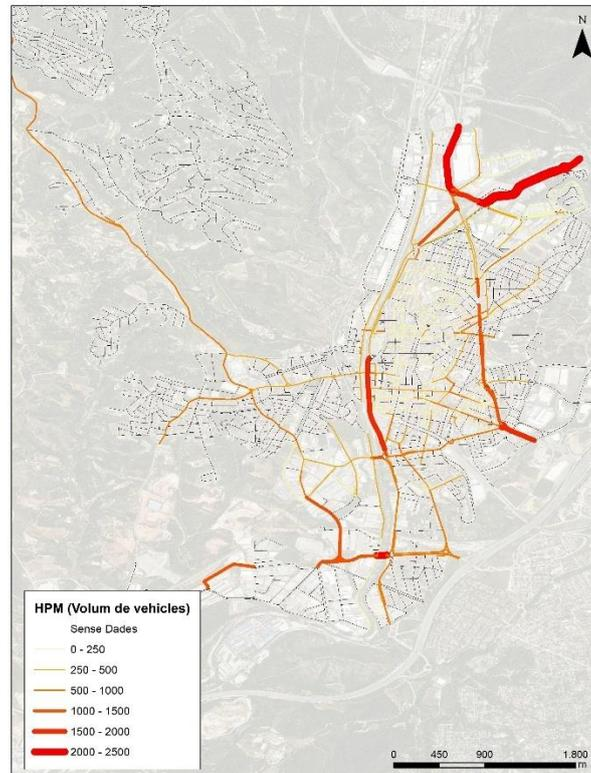 N
HPM (Volum de vehicles)
Sense Dades
0 - 250
250 - 500
500 - 1000
1000 - 1500
1500 - 2000
2000 - 2500
0 450 900 1.800
m